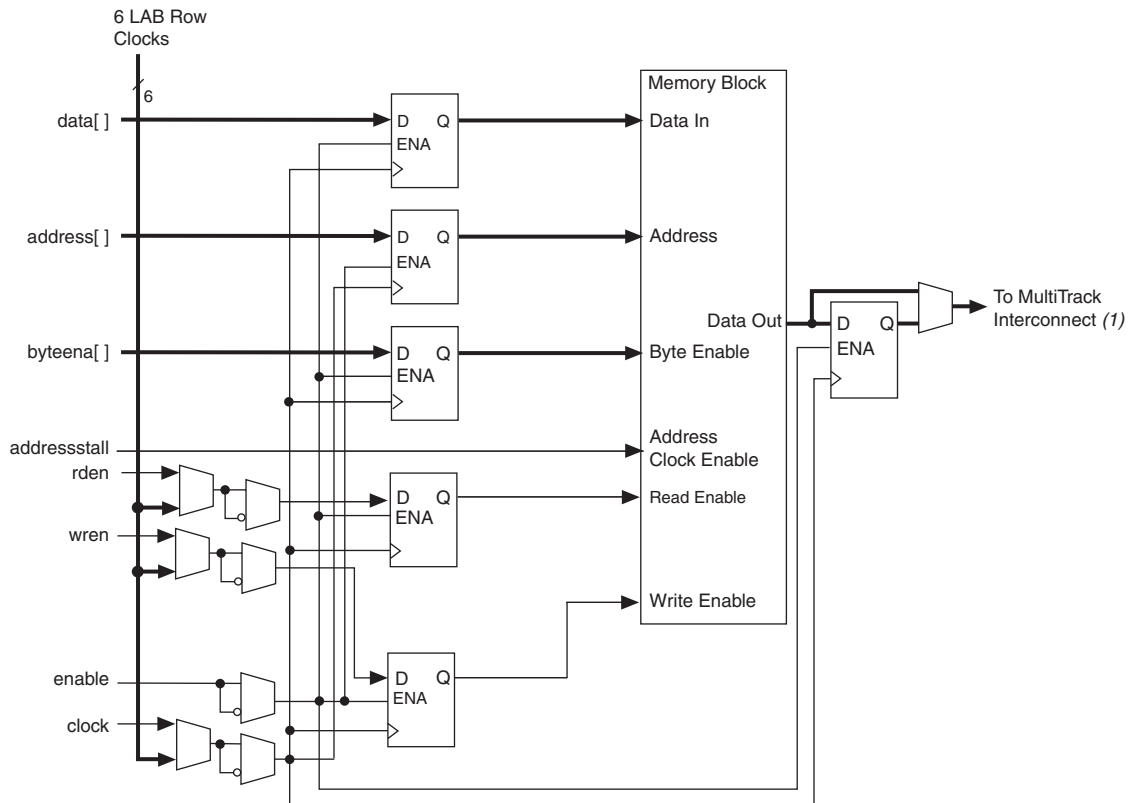 6 LAB Row
Clocks
6
data[ ]
D Q
ENA
Memory Block
Data In
address[ ]
D Q
ENA
Address
byteena[ ]
D Q
ENA
Byte Enable
Data Out
D Q
ENA
To MultiTrack
Interconnect (1)
addressstall
Address
Clock Enable
rden
D Q
ENA
Read Enable
wren
Write Enable
enable
D Q
ENA
clock